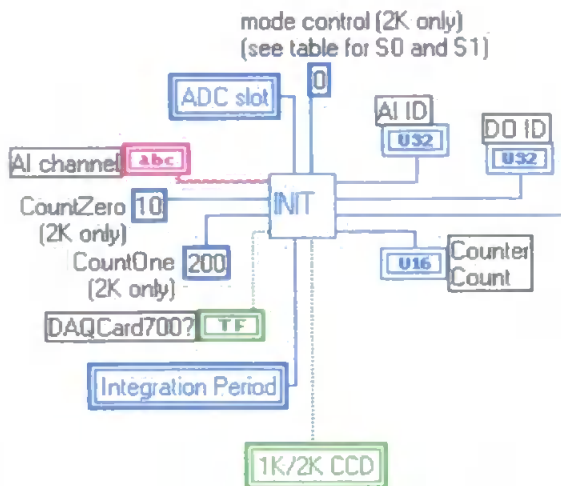 mode control (2K only)
(see table for S0 and S1)
0
ADC slot
AI ID
U32
DO ID
U32
AI channel
abc
CountZero 10
(2K only)
INIT
CountOne 200
(2K only)
U16
Counter
Count
DAQCard700?
TF
Integration Period
1K/2K CCD